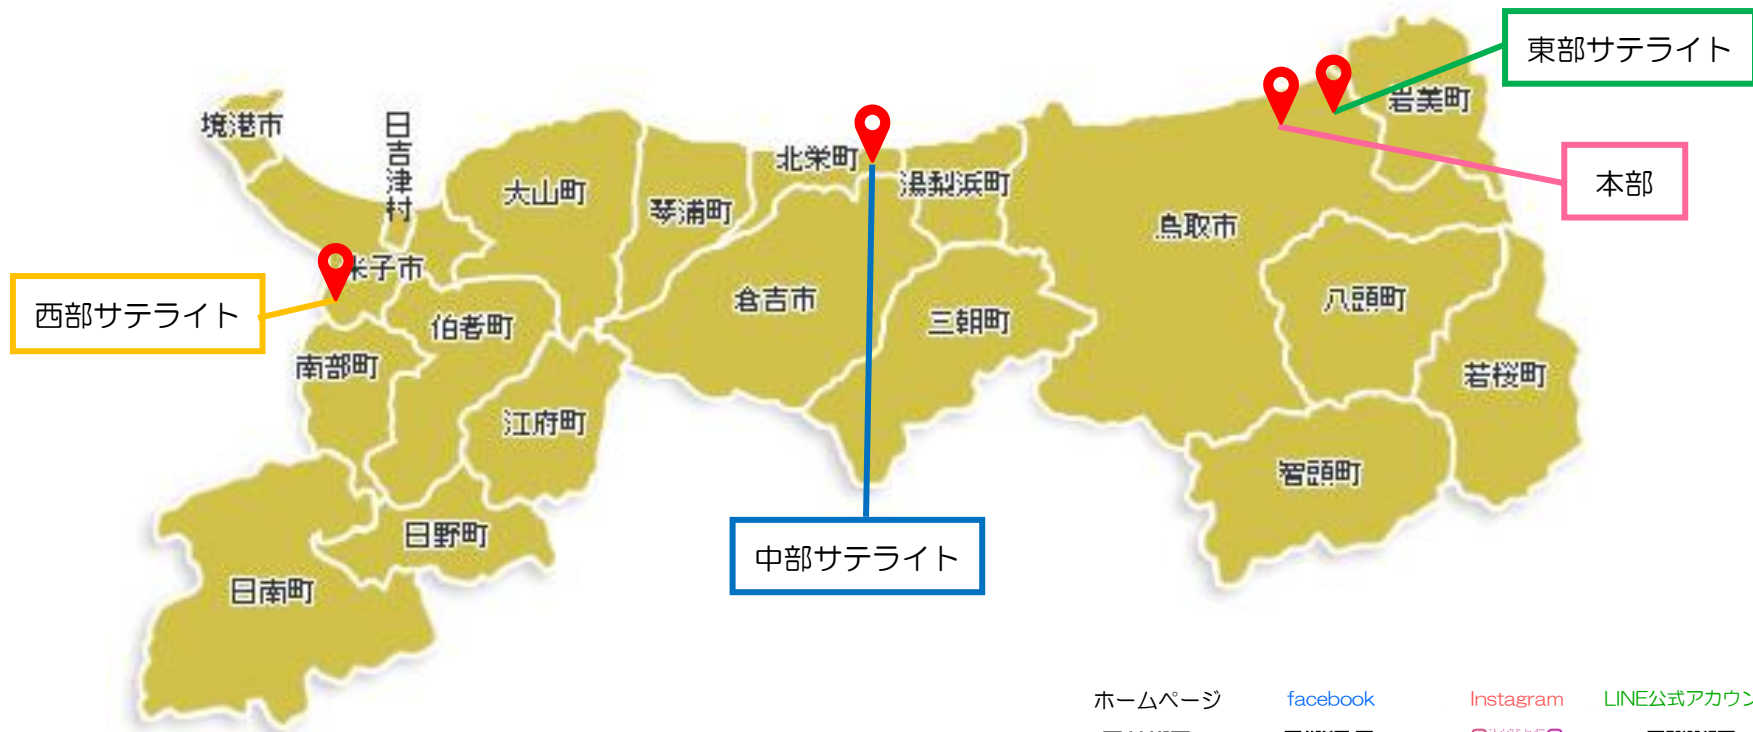 東部サテライト
岩美町
境港市
日吉津村
北栄町
湯梨浜町
本部
大山町
琴浦町
鳥取市
米子市
倉吉市
八頭町
西部サテライト
伯耆町
三朝町
南部町
若桜町
江府町
智頭町
日野町
中部サテライト
日南町
ホームページ facebook Instagram LINE公式アカウン